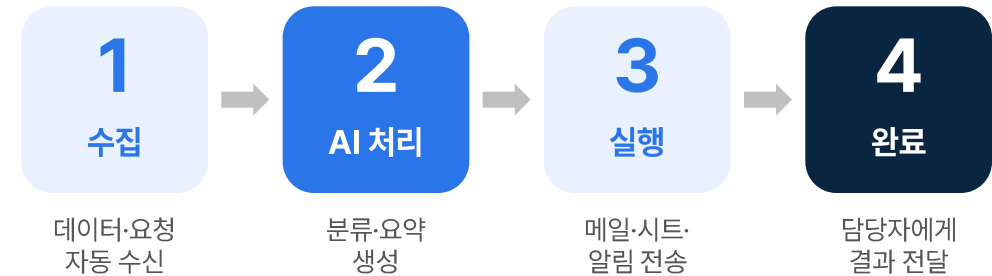 1
수집
데이터·요청
자동 수신
2
AI 처리
분류·요약
생성
3
실행
메일·시트·
알림 전송
4
완료
담당자에게
결과 전달